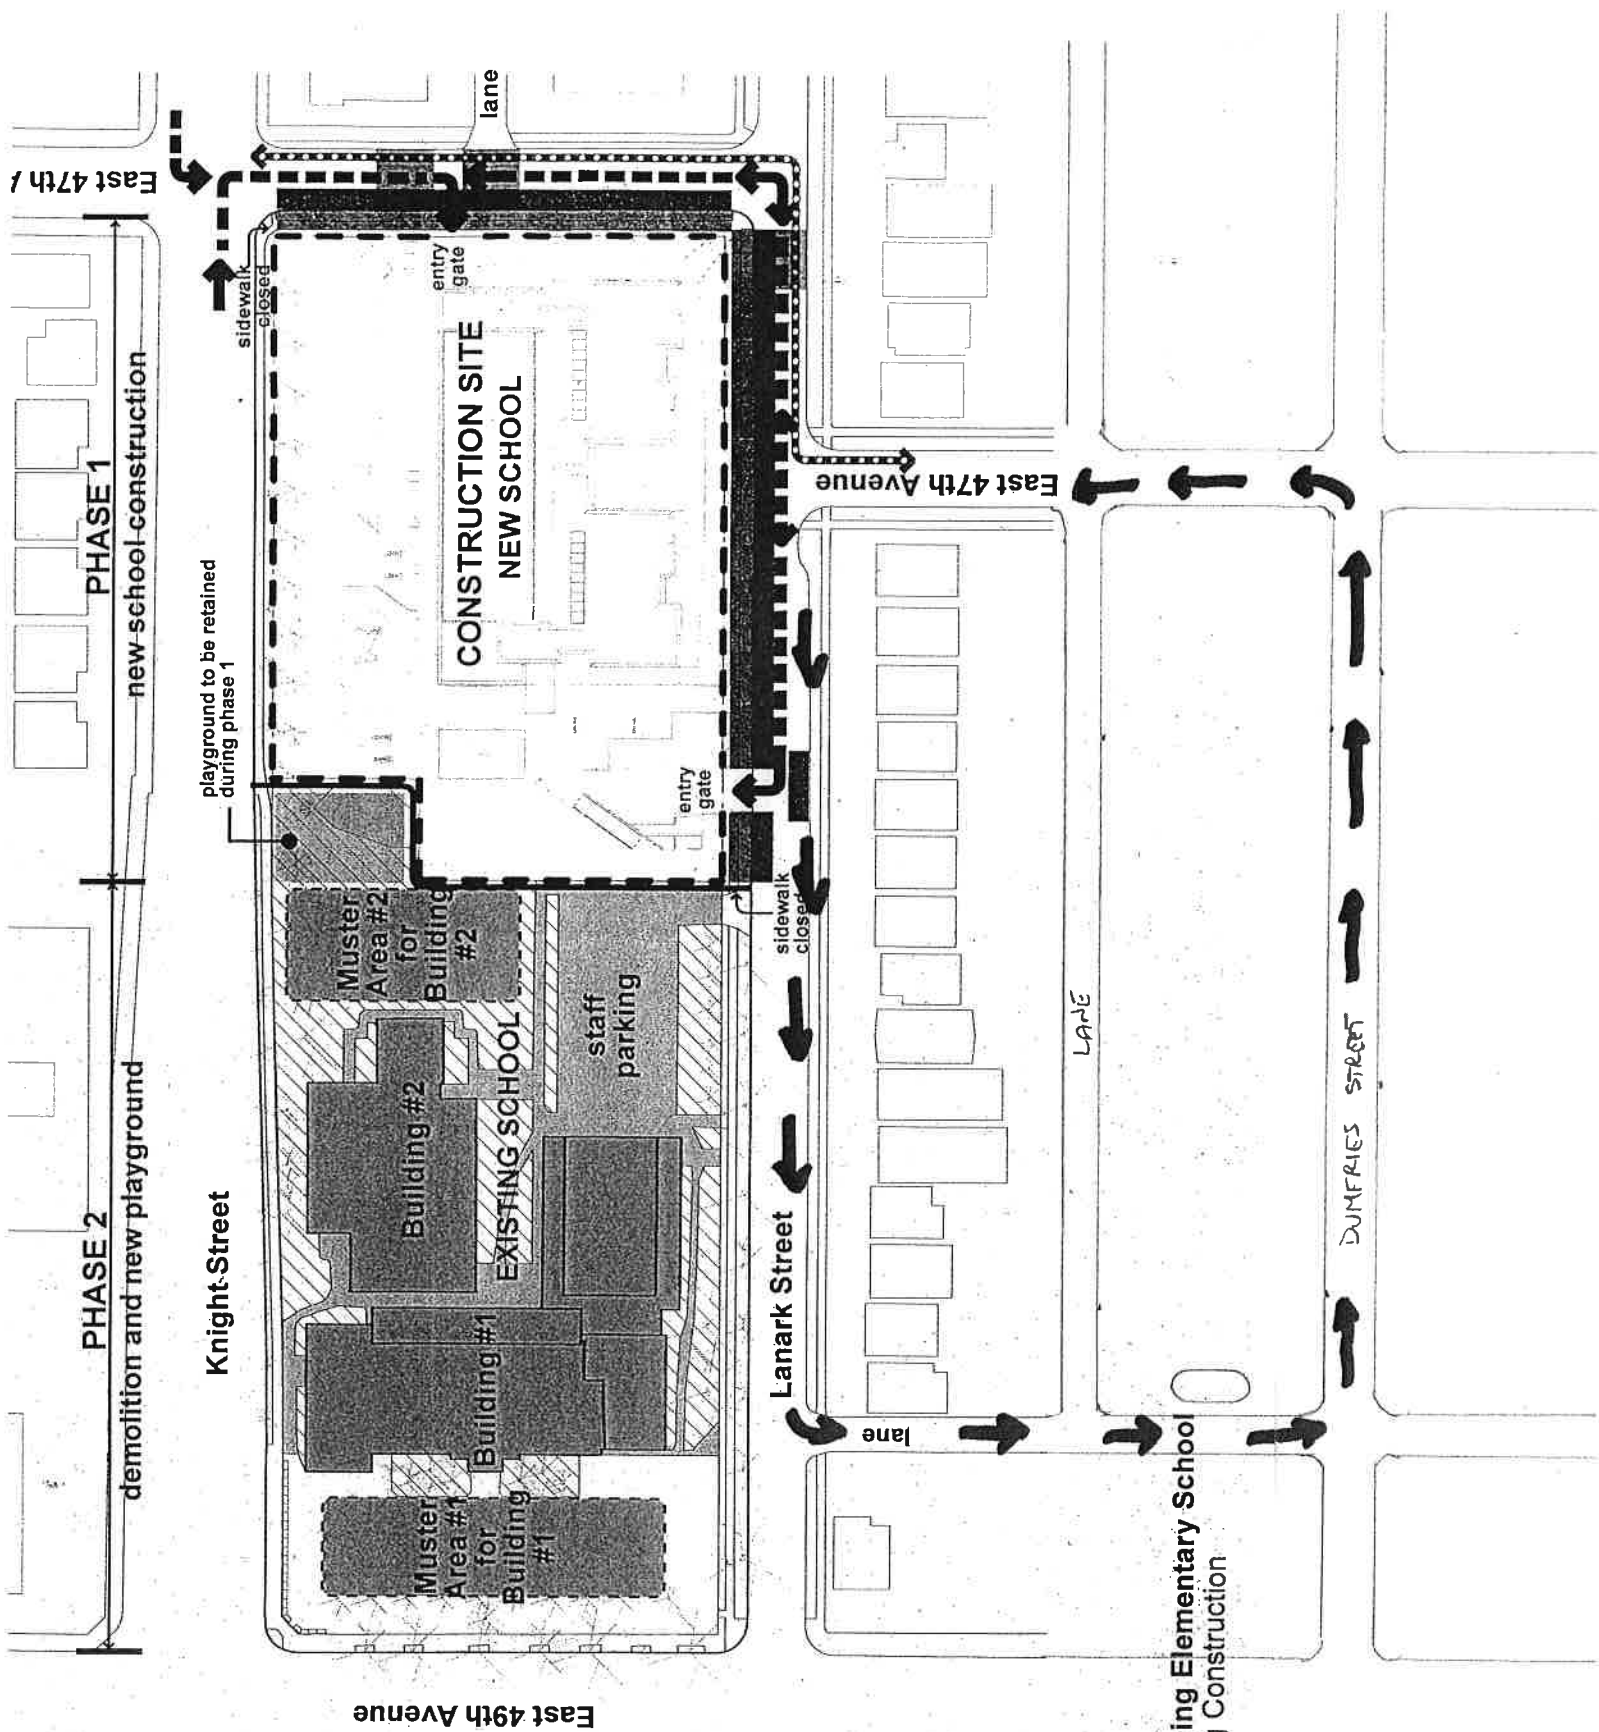 lane
East 47th A
PHASE 1
new school construction
sidewalk
closed
entry
gate
CONSTRUCTION SITE
NEW SCHOOL
playground to be retained
during phase 1
East 47th Avenue
entry
gate
sidewalk
closed
PHASE 2
demolition and new playground
Knight Street
Muster
Area #2
for
Building
#2
staff
parking
Building #2
EXISTING SCHOOL
Building #1
Muster
Area #1
for
Building
#1
Lanark Street
lane
LANE
DUMFRIES STREET
East 49th Avenue
ing Elementary School
g Construction